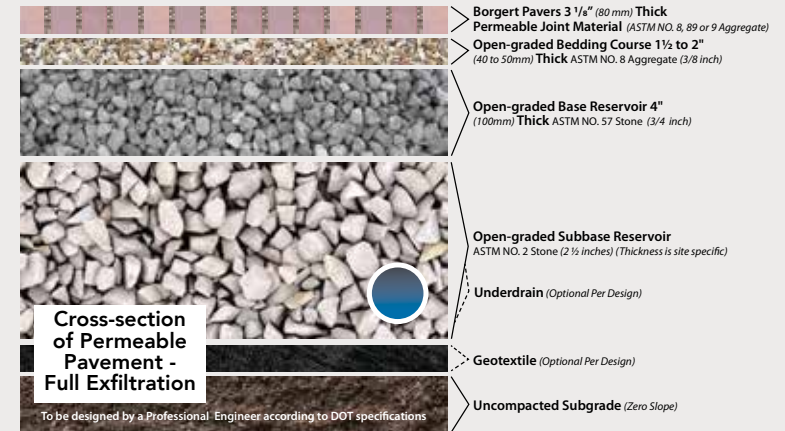 Borgert Pavers 3 1/8" (80 mm) Thick
Permeable Joint Material (ASTM NO. 8, 89 or 9 Aggregate)
Open-graded Bedding Course 1½ to 2"
(40 to 50mm) Thick ASTM NO. 8 Aggregate (3/8 inch)
Open-graded Base Reservoir 4"
(100mm) Thick ASTM NO. 57 Stone (3/4 inch)
Open-graded Subbase Reservoir
ASTM NO. 2 Stone (2 ½ inches) (Thickness is site specific)
Underdrain (Optional Per Design)
Cross-section
of Permeable
Pavement -
Full Exfiltration
Geotextile (Optional Per Design)
Uncompacted Subgrade (Zero Slope)
To be designed by a Professional Engineer according to DOT specifications